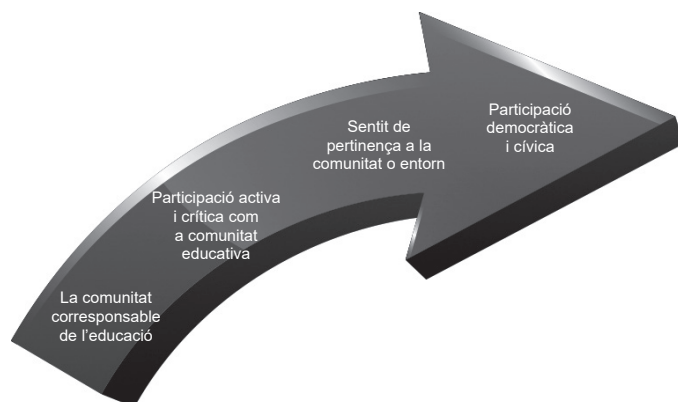 La comunitat
corresponsable
de l’educació
Participació activa
i crítica com
a comunitat
educativa
Sentit de
pertinença a la
comunitat o entorn
Participació
democràtica
i cívica